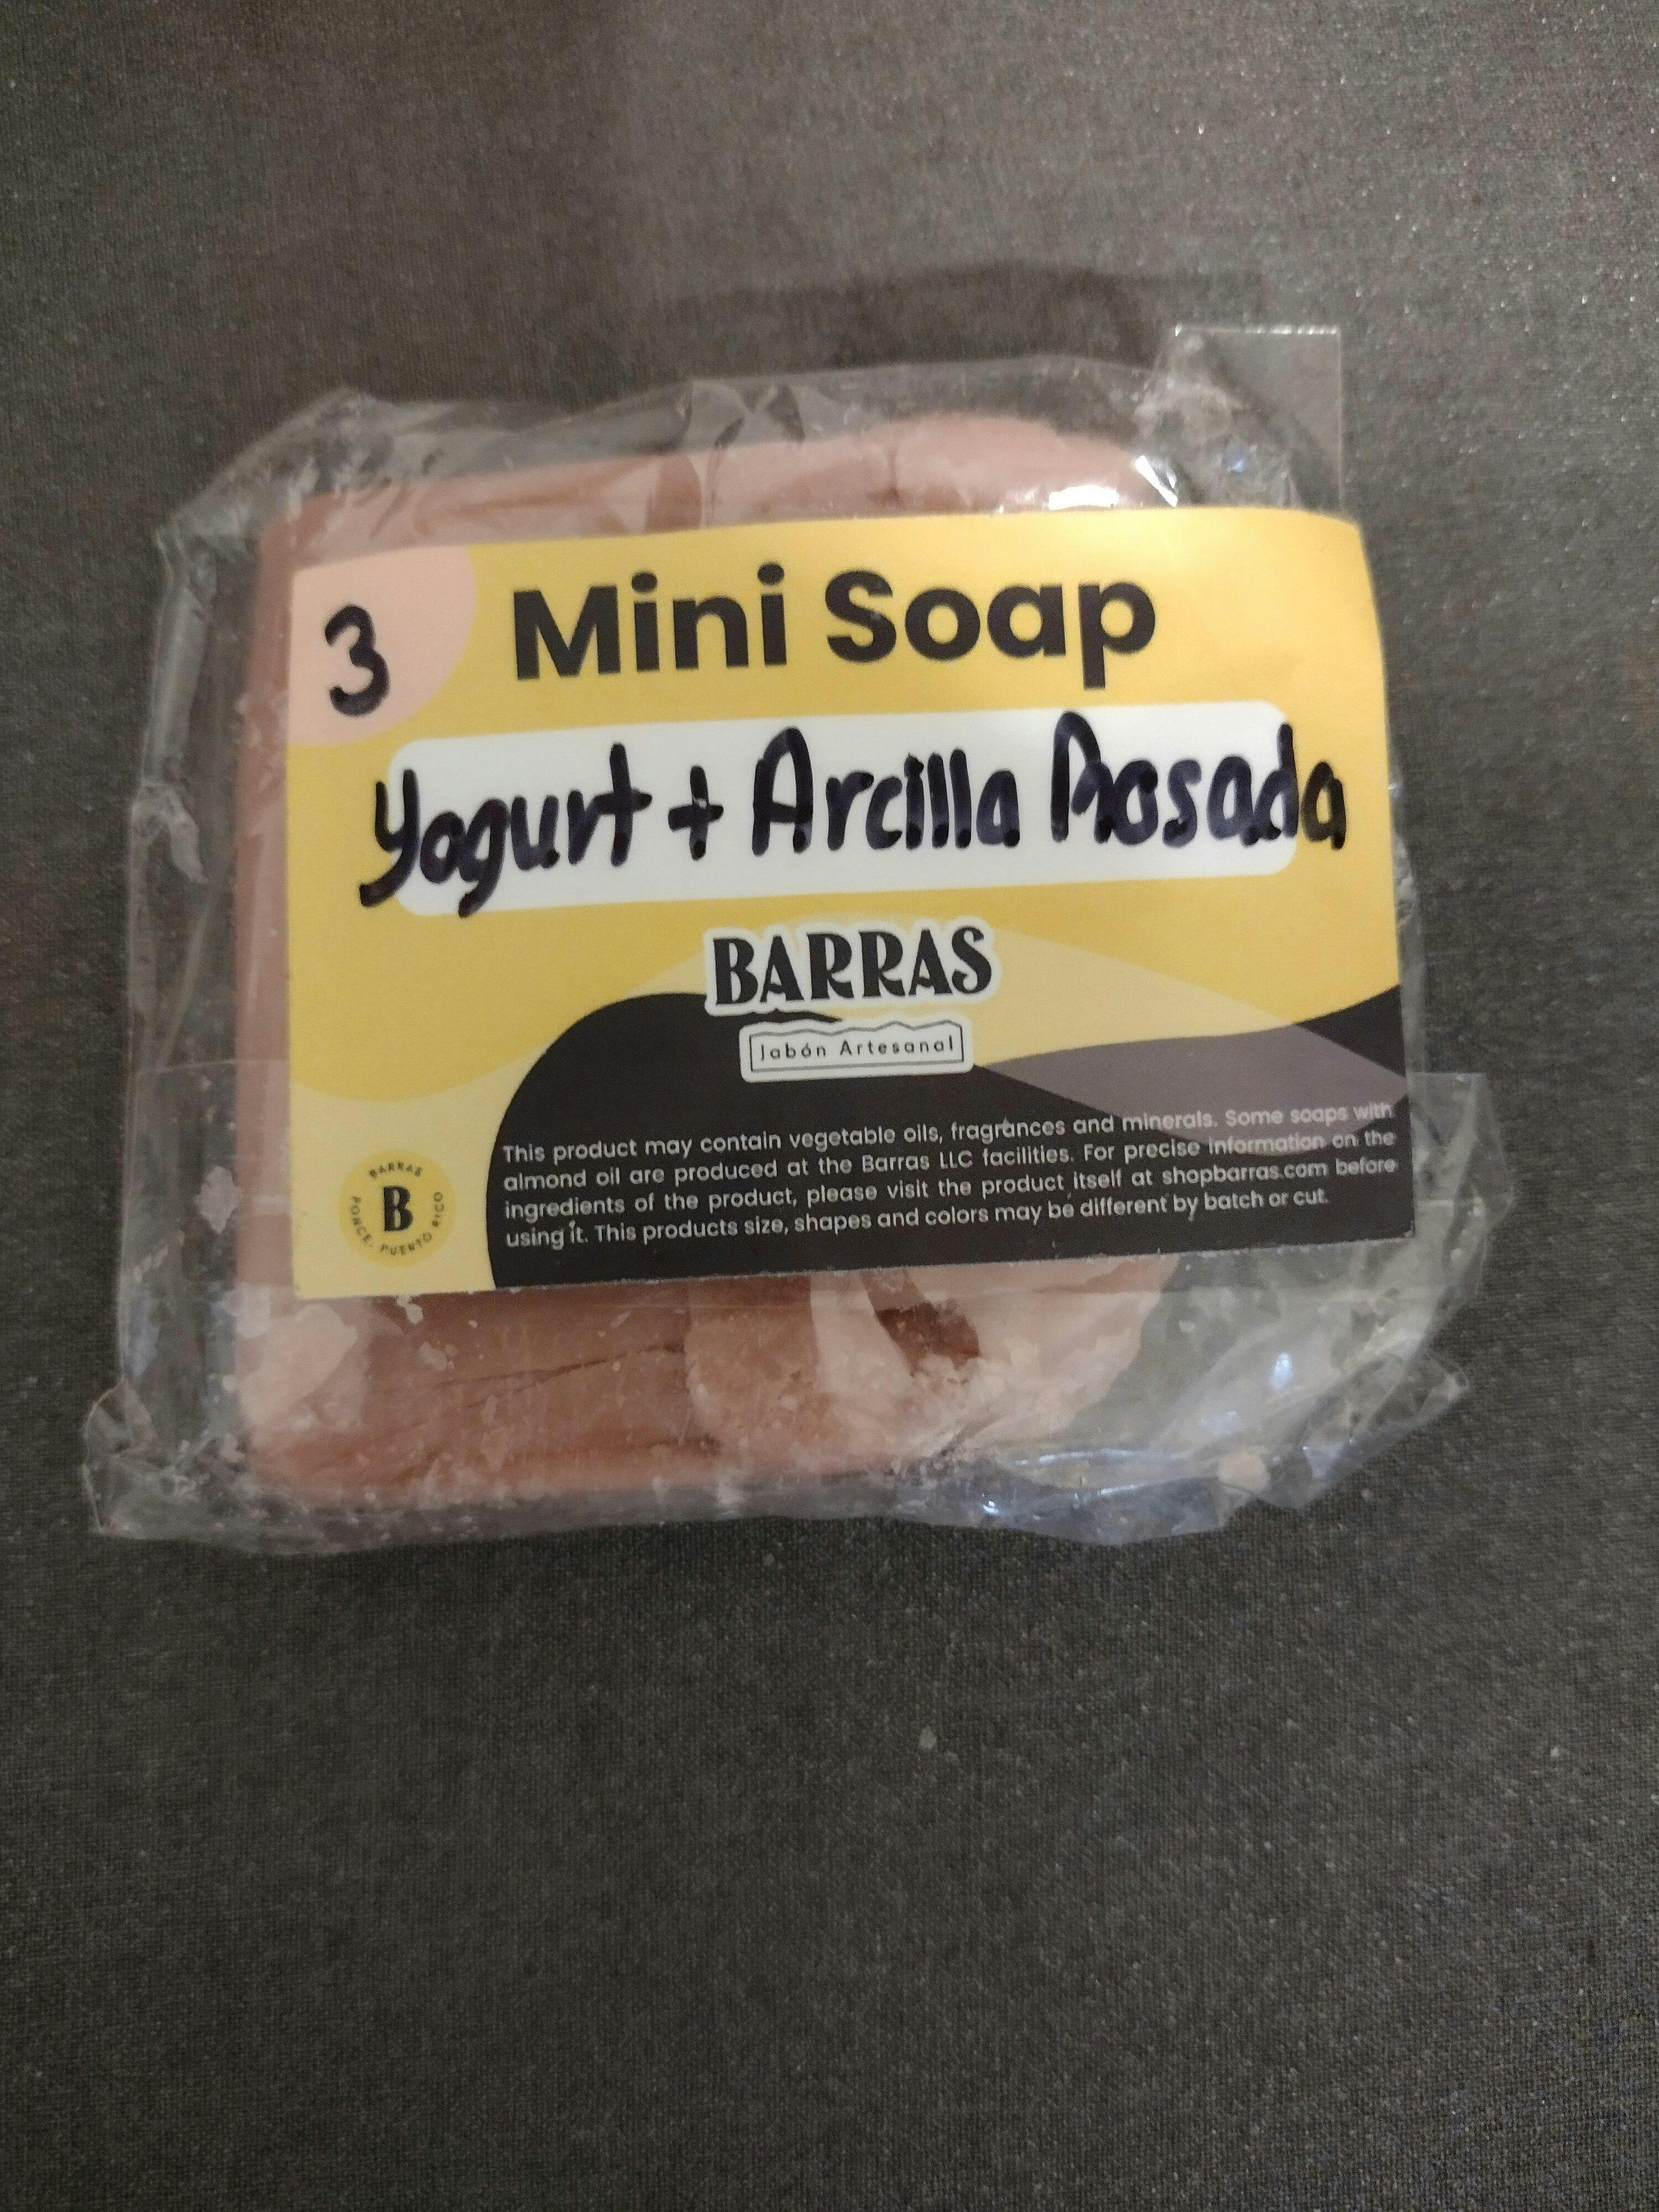 3
Mini Soap
Yogurt + Arcilla Rosada
BARRAS
Jabón Artesanal
This product may contain vegetable oils, fragrances and minerals. Some soaps with
almond oil are produced at the Barras LLC facilities. For precise information on the
ingredients of the product, please visit the product itself at shopbarras.com before
using it. This products size, shapes and colors may be different by batch or cut.
BARRAS
B
PONCE, PUERTO RICO